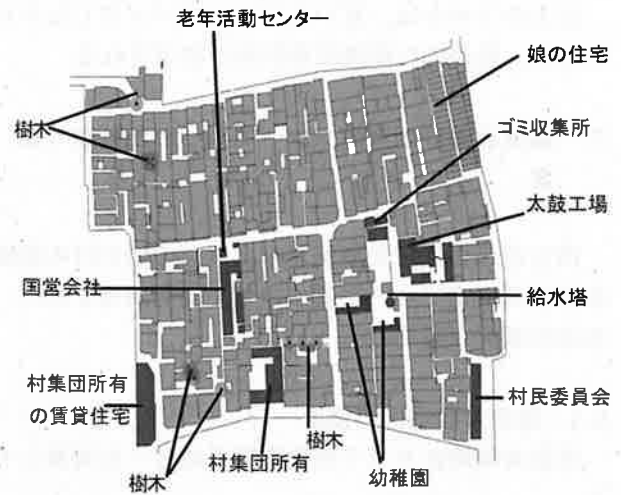 老年活動センター
娘の住宅
樹木
ゴミ収集所
太鼓工場
国営会社
給水塔
村集団所有
の賃貸住宅
村民委員会
樹木
村集団所有
幼稚園
樹木